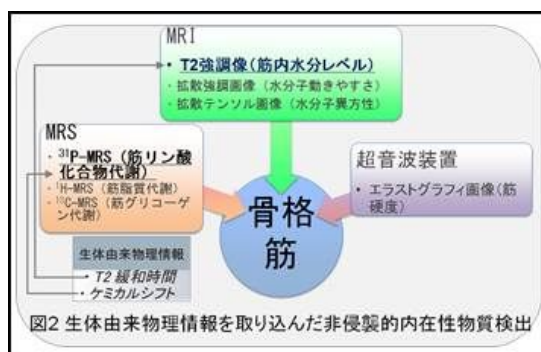 MRI
・T2強調像（筋内水分レベル）
・拡散強調画像（水分子動きやすさ）
・拡散テンソル画像（水分子異方性）
MRS
・³¹P-MRS（筋リン酸
化合物代謝）
・¹H-MRS（筋脂質代謝）
・¹³C-MRS（筋グリコーゲ
ン代謝）
超音波装置
・エラストグラフィ画像（筋
硬度）
骨格
筋
生体由来物理情報
・T2 緩和時間
・ケミカルシフト
図2 生体由来物理情報を取り込んだ非侵襲的内在性物質検出